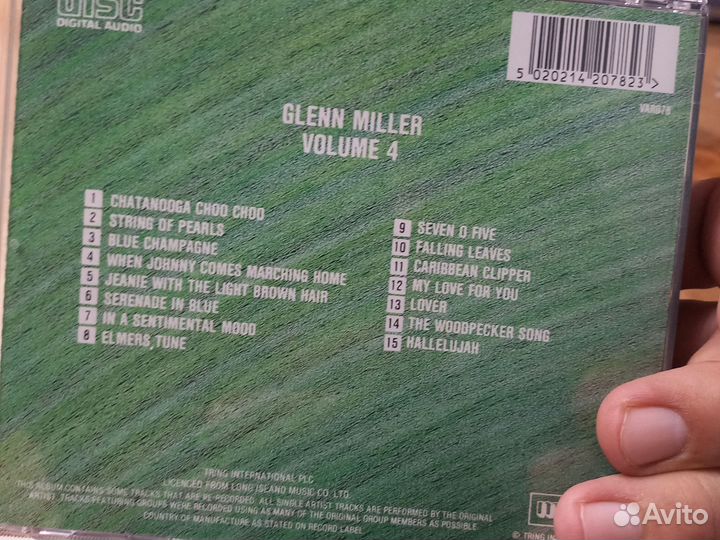 DISC
DIGITAL AUDIO
5 020214 207823 >
VAR078
GLENN MILLER
VOLUME 4
1 CHATANOOGA CHOO CHOO
2 STRING OF PEARLS
3 BLUE CHAMPAGNE
4 WHEN JOHNNY COMES MARCHING HOME
5 JEANIE WITH THE LIGHT BROWN HAIR
6 SERENADE IN BLUE
7 IN A SENTIMENTAL MOOD
8 ELMERS,TUNE
9 SEVEN O FIVE
10 FALLING LEAVES
11 CARIBBEAN CLIPPER
12 MY LOVE FOR YOU
13 LOVER
14 THE WOODPECKER SONG
15 HALLELUJAH
TRING INTERNATIONAL PLC
LICENCED FROM LONG ISLAND MUSIC CO. LTD.
THIS ALBUM CONTAINS SOME TRACKS THAT ARE RE-RECORDED. ALL SINGLE ARTIST TRACKS ARE PERFORMED BY THE ORIGINAL
ARTIST. TRACKS FEATURING GROUPS WERE RECORDED USING AS MANY OF THE ORIGINAL GROUP MEMBERS AS POSSIBLE.
COUNTRY OF MANUFACTURE AS STATED ON RECORD LABEL
© TRING IN
Avito